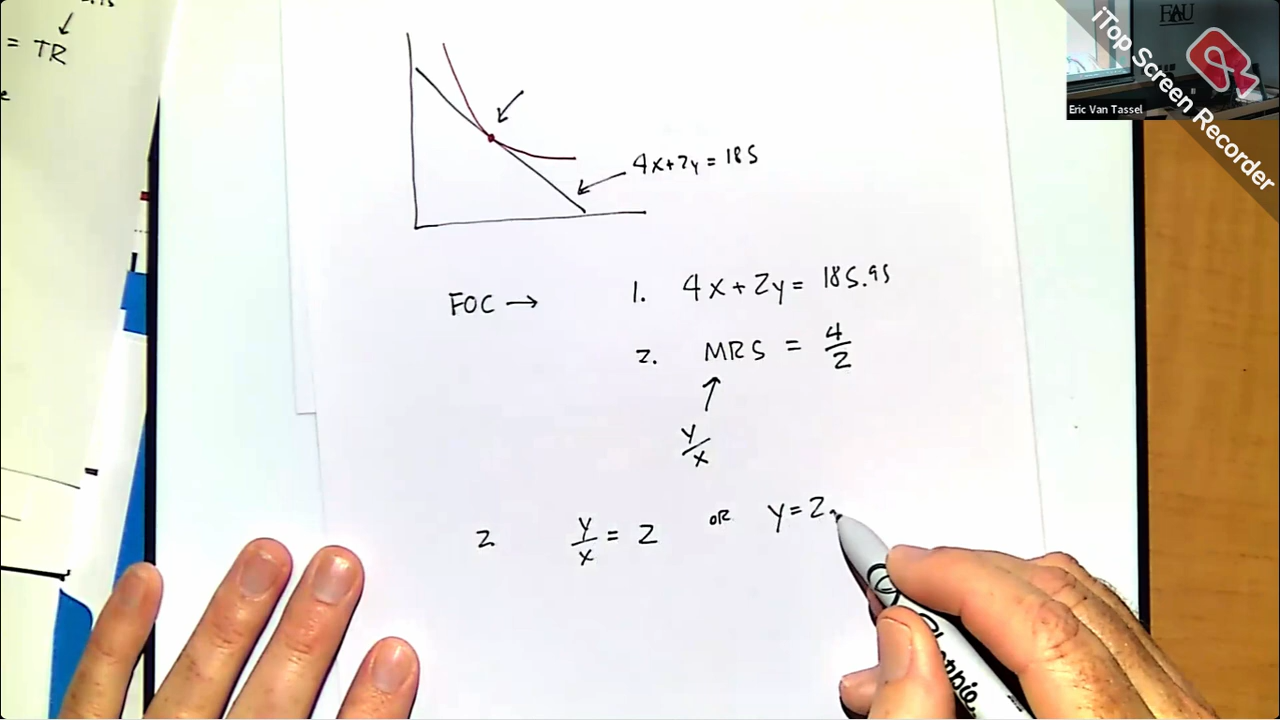 = TR
4x+2y = 185
FOC → 1. 4x+2y = 185.95
2. MRS = 4/2
↑
y/x
2 y/x = 2 OR y=2
FAU
Eric Van Tassel
iTop Screen Recorder
Sharpie